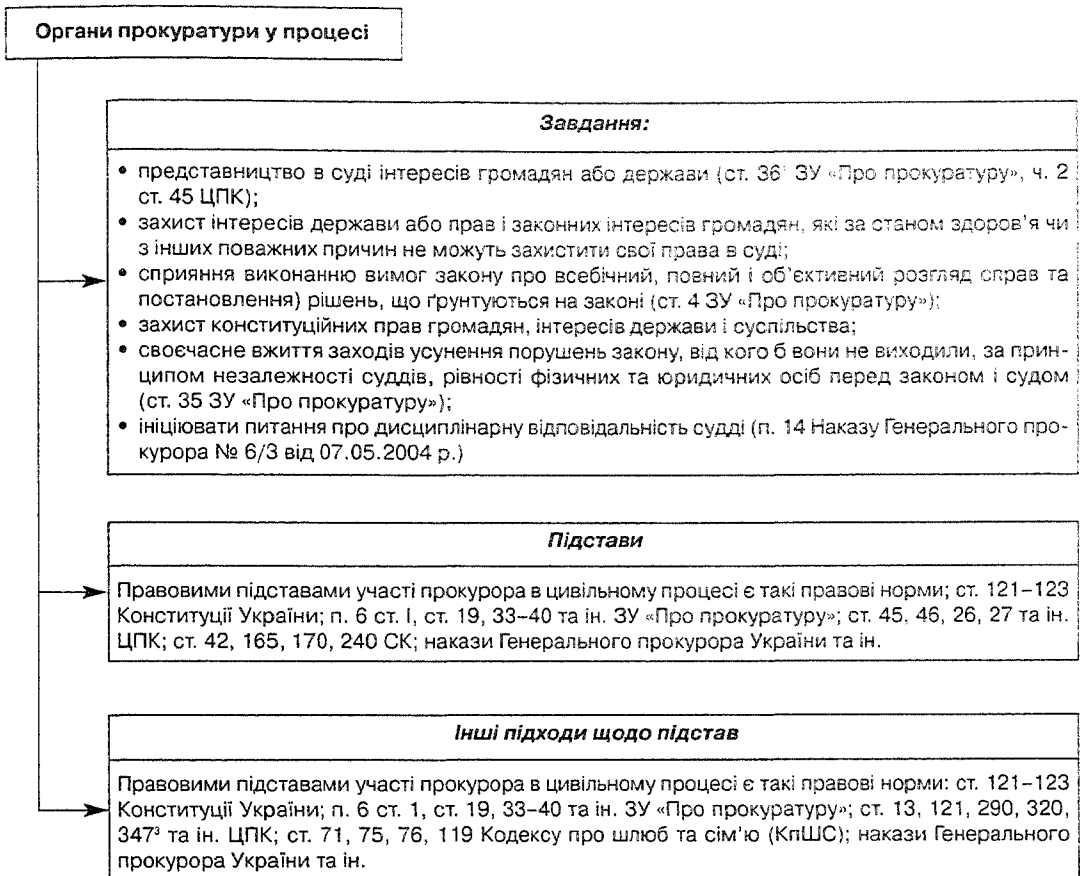 Органи прокуратури у процесі
Завдання:
• представництво в суді інтересів громадян або держави (ст. 36¹ ЗУ «Про прокуратуру», ч. 2
ст. 45 ЦПК);
• захист інтересів держави або прав і законних інтересів громадян, які за станом здоров’я чи
з інших поважних причин не можуть захистити свої права в суді;
• сприяння виконанню вимог закону про всебічний, повний і об’єктивний розгляд справ та
постановлення) рішень, що ґрунтуються на законі (ст. 4 ЗУ «Про прокуратуру»);
• захист конституційних прав громадян, інтересів держави і суспільства;
• своєчасне вжиття заходів усунення порушень закону, від кого б вони не виходили, за прин-
ципом незалежності суддів, рівності фізичних та юридичних осіб перед законом і судом
(ст. 35 ЗУ «Про прокуратуру»);
• ініціювати питання про дисциплінарну відповідальність судді (п. 14 Наказу Генерального про-
курора № 6/3 від 07.05.2004 р.)
Підстави
Правовими підставами участі прокурора в цивільному процесі є такі правові норми; ст. 121–123
Конституції України; п. 6 ст. І, ст. 19, 33–40 та ін. ЗУ «Про прокуратуру»; ст. 45, 46, 26, 27 та ін.
ЦПК; ст. 42, 165, 170, 240 СК; накази Генерального прокурора України та ін.
Інші підходи щодо підстав
Правовими підставами участі прокурора в цивільному процесі є такі правові норми: ст. 121–123
Конституції України; п. 6 ст. 1, ст. 19, 33–40 та ін. ЗУ «Про прокуратуру»; ст. 13, 121, 290, 320,
347³ та ін. ЦПК; ст. 71, 75, 76, 119 Кодексу про шлюб та сім’ю (КпШС); накази Генерального
прокурора України та ін.